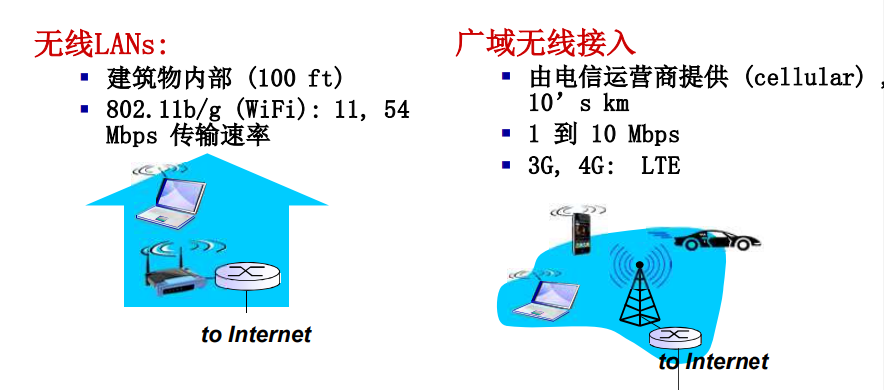 无线LANs:
建筑物内部 (100 ft)
802.11b/g (WiFi): 11, 54
Mbps 传输速率
to Internet
广域无线接入
由电信运营商提供 (cellular) ,
10’s km
1 到 10 Mbps
3G, 4G: LTE
to Internet